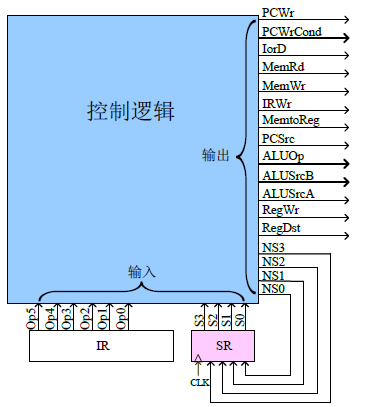 PCWr
PCWrCond
IorD
MemRd
MemWr
IRWr
MemtoReg
PCSrc
ALUOp
ALUSrcB
ALUSrcA
RegWr
RegDst
NS3
NS2
NS1
NS0
控制逻辑
输出
输入
Op5
Op4
Op3
Op2
Op1
Op0
S3
S2
S1
S0
IR
SR
CLK